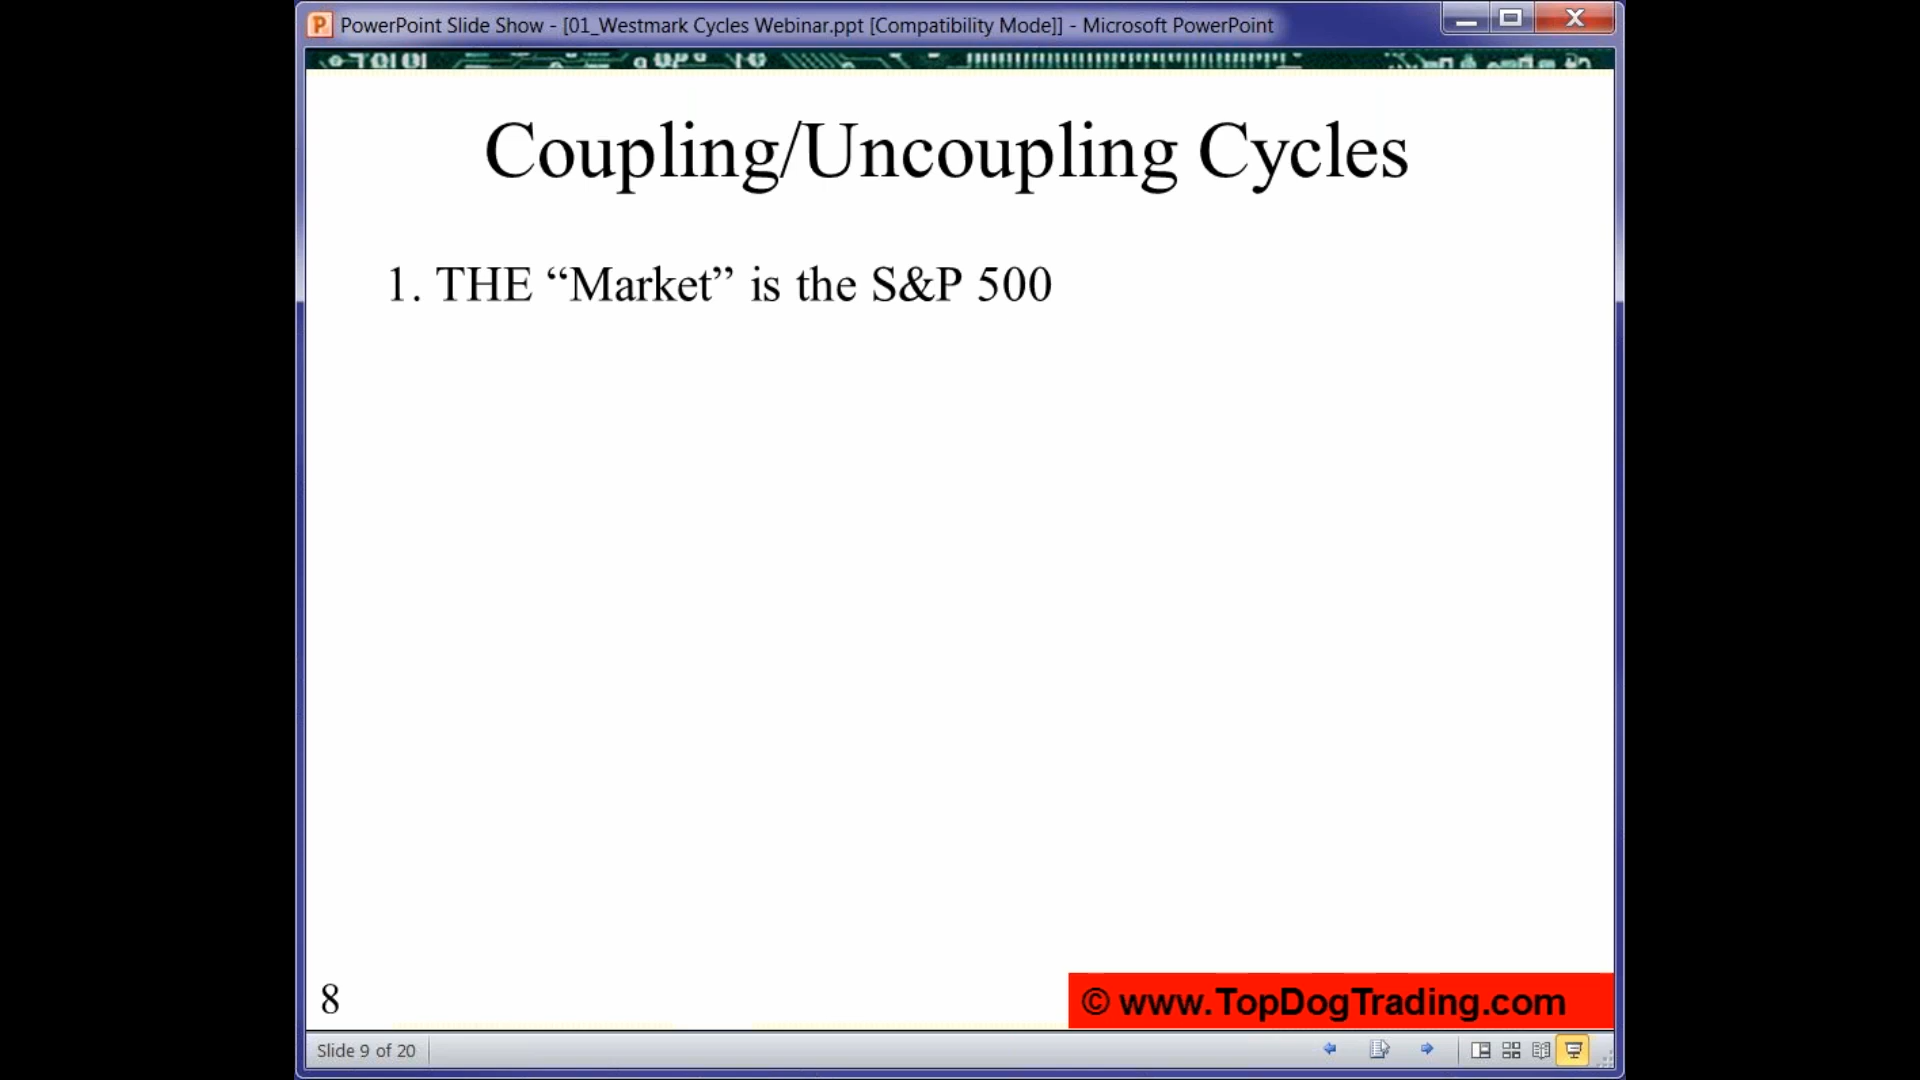 PowerPoint Slide Show - [01_Westmark Cycles Webinar.ppt [Compatibility Mode]] - Microsoft PowerPoint
Coupling/Uncoupling Cycles
1. THE “Market” is the S&P 500
8
© www.TopDogTrading.com
Slide 9 of 20